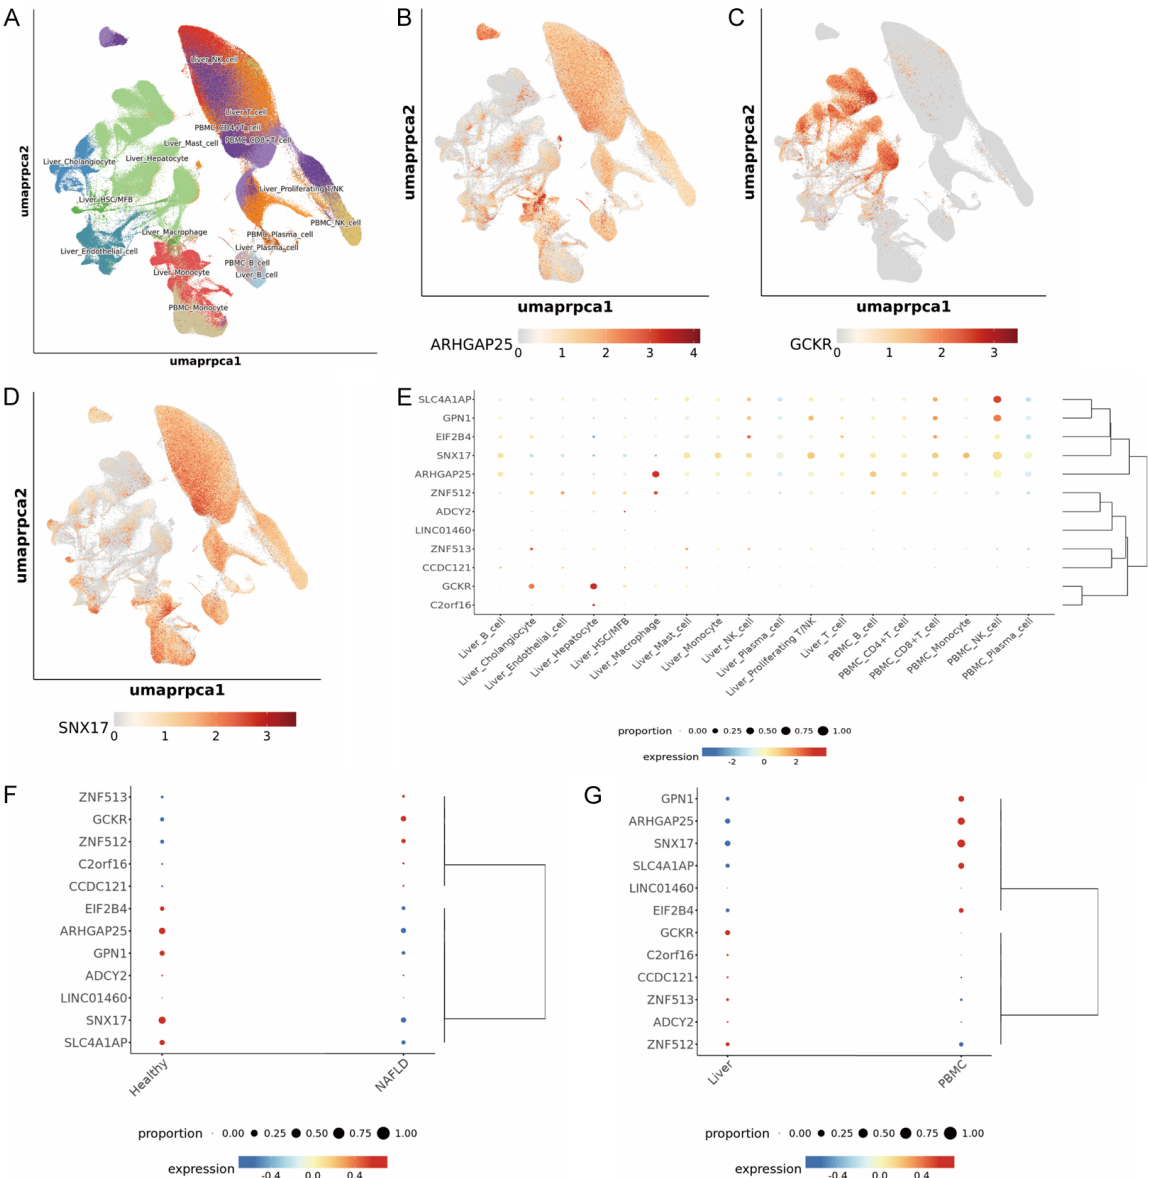 A
umaprpca2
Liver_NK_cell
Liver_T_cell
PBMC_CD4+T_cell
Liver_Mast_cell
PBMC_CD8+T_cell
Liver_Cholangiocyte
Liver_Hepatocyte
Liver_Proliferating T/NK
Liver_HSC/MFB
PBMC_NK_cell
Liver_Macrophage
PBMC_Plasma_cell
Liver_Plasma_cell
Liver_Endothelial_cell
PBMC_B_cell
Liver_Monocyte
Liver_B_cell
PBMC_Monocyte
umaprpca1
B
umaprpca2
umaprpca1
ARHGAP25
0 1 2 3 4
C
umaprpca2
umaprpca1
GCKR
0 1 2 3
D
umaprpca2
umaprpca1
SNX17
0 1 2 3
E
SLC4A1AP
GPN1
EIF2B4
SNX17
ARHGAP25
ZNF512
ADCY2
LINC01460
ZNF513
CCDC121
GCKR
C2orf16
Liver_B_cell
Liver_Cholangiocyte
Liver_Endothelial_cell
Liver_Hepatocyte
Liver_HSC/MFB
Liver_Macrophage
Liver_Mast_cell
Liver_Monocyte
Liver_NK_cell
Liver_Plasma_cell
Liver_Proliferating T/NK
Liver_T_cell
PBMC_B_cell
PBMC_CD4+T_cell
PBMC_CD8+T_cell
PBMC_Monocyte
PBMC_NK_cell
PBMC_Plasma_cell
proportion 0.00 0.25 0.50 0.75 1.00
expression
-2 0 2
F
ZNF513
GCKR
ZNF512
C2orf16
CCDC121
EIF2B4
ARHGAP25
GPN1
ADCY2
LINC01460
SNX17
SLC4A1AP
Healthy
NAFLD
proportion 0.00 0.25 0.50 0.75 1.00
expression
-0.4 0.0 0.4
G
GPN1
ARHGAP25
SNX17
SLC4A1AP
LINC01460
EIF2B4
GCKR
C2orf16
CCDC121
ZNF513
ADCY2
ZNF512
Liver
PBMC
proportion 0.00 0.25 0.50 0.75 1.00
expression
-0.4 0.0 0.4